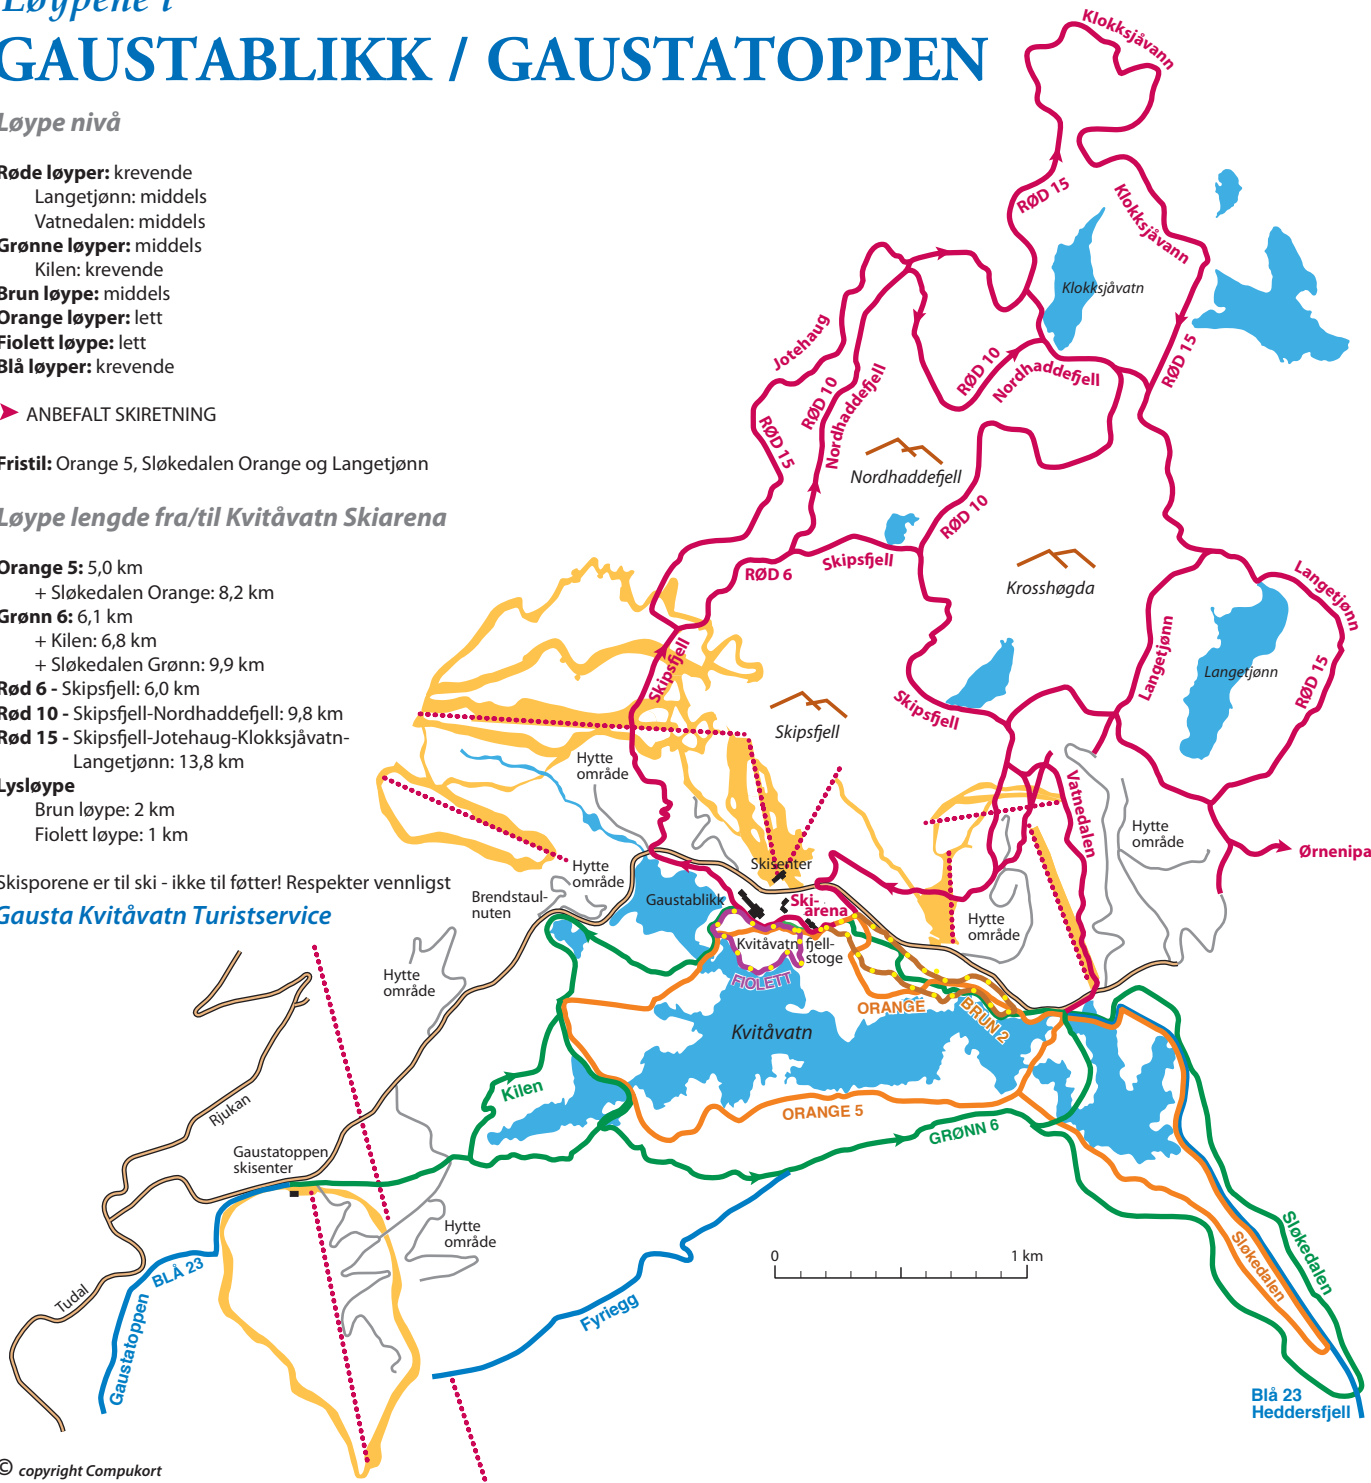 Løypene i
GAUSTABLIKK / GAUSTATOPPEN
Løype nivå
Røde løyper: krevende
Langetjønn: middels
Vatnedalen: middels
Grønne løyper: middels
Kilen: krevende
Brun løype: middels
Orange løyper: lett
Fiolett løype: lett
Blå løyper: krevende
ANBEFALT SKIRETNING
Fristil: Orange 5, Sløkedalen Orange og Langetjønn
Løype lengde fra/til Kvitåvatn Skiarena
Orange 5: 5,0 km
+ Sløkedalen Orange: 8,2 km
Grønn 6: 6,1 km
+ Kilen: 6,8 km
+ Sløkedalen Grønn: 9,9 km
Rød 6 - Skipsfjell: 6,0 km
Rød 10 - Skipsfjell-Nordhaddefjell: 9,8 km
Rød 15 - Skipsfjell-Jotehaug-Klokksjåvatn-
Langetjønn: 13,8 km
Lysløype
Brun løype: 2 km
Fiolett løype: 1 km
Skisporene er til ski - ikke til føtter! Respekter vennligst
Gausta Kvitåvatn Turistservice
Klokksjåvann
RØD 15
Klokksjåvann
Klokksjåvatn
RØD 15
Jotehaug
RØD 10
Nordhaddefjell
RØD 15
RØD 10
Nordhaddefjell
Nordhaddefjell
RØD 10
RØD 6
Skipsfjell
Krosshøgda
Langetjønn
Langetjønn
Langetjønn
RØD 15
Skipsfjell
Skipsfjell
Skipsfjell
Vatnedalen
Hytte
område
Hytte
område
Ørnenipa
Skisenter
Hytte
område
Brendstaul-
nuten
Gaustablikk
Ski-
arena
Hytte
område
Kvitåvatn fjell-
stoge
FIOLETT
ORANGE
BRUN 2
Kvitåvatn
Hytte
område
Kilen
ORANGE 5
GRØNN 6
Rjukan
Gaustatoppen
skisenter
Hytte
område
Tudal
BLÅ 23
Gaustatoppen
Fyriegg
0 1 km
Sløkedalen
Sløkedalen
Blå 23
Heddersfjell
© copyright Compukort